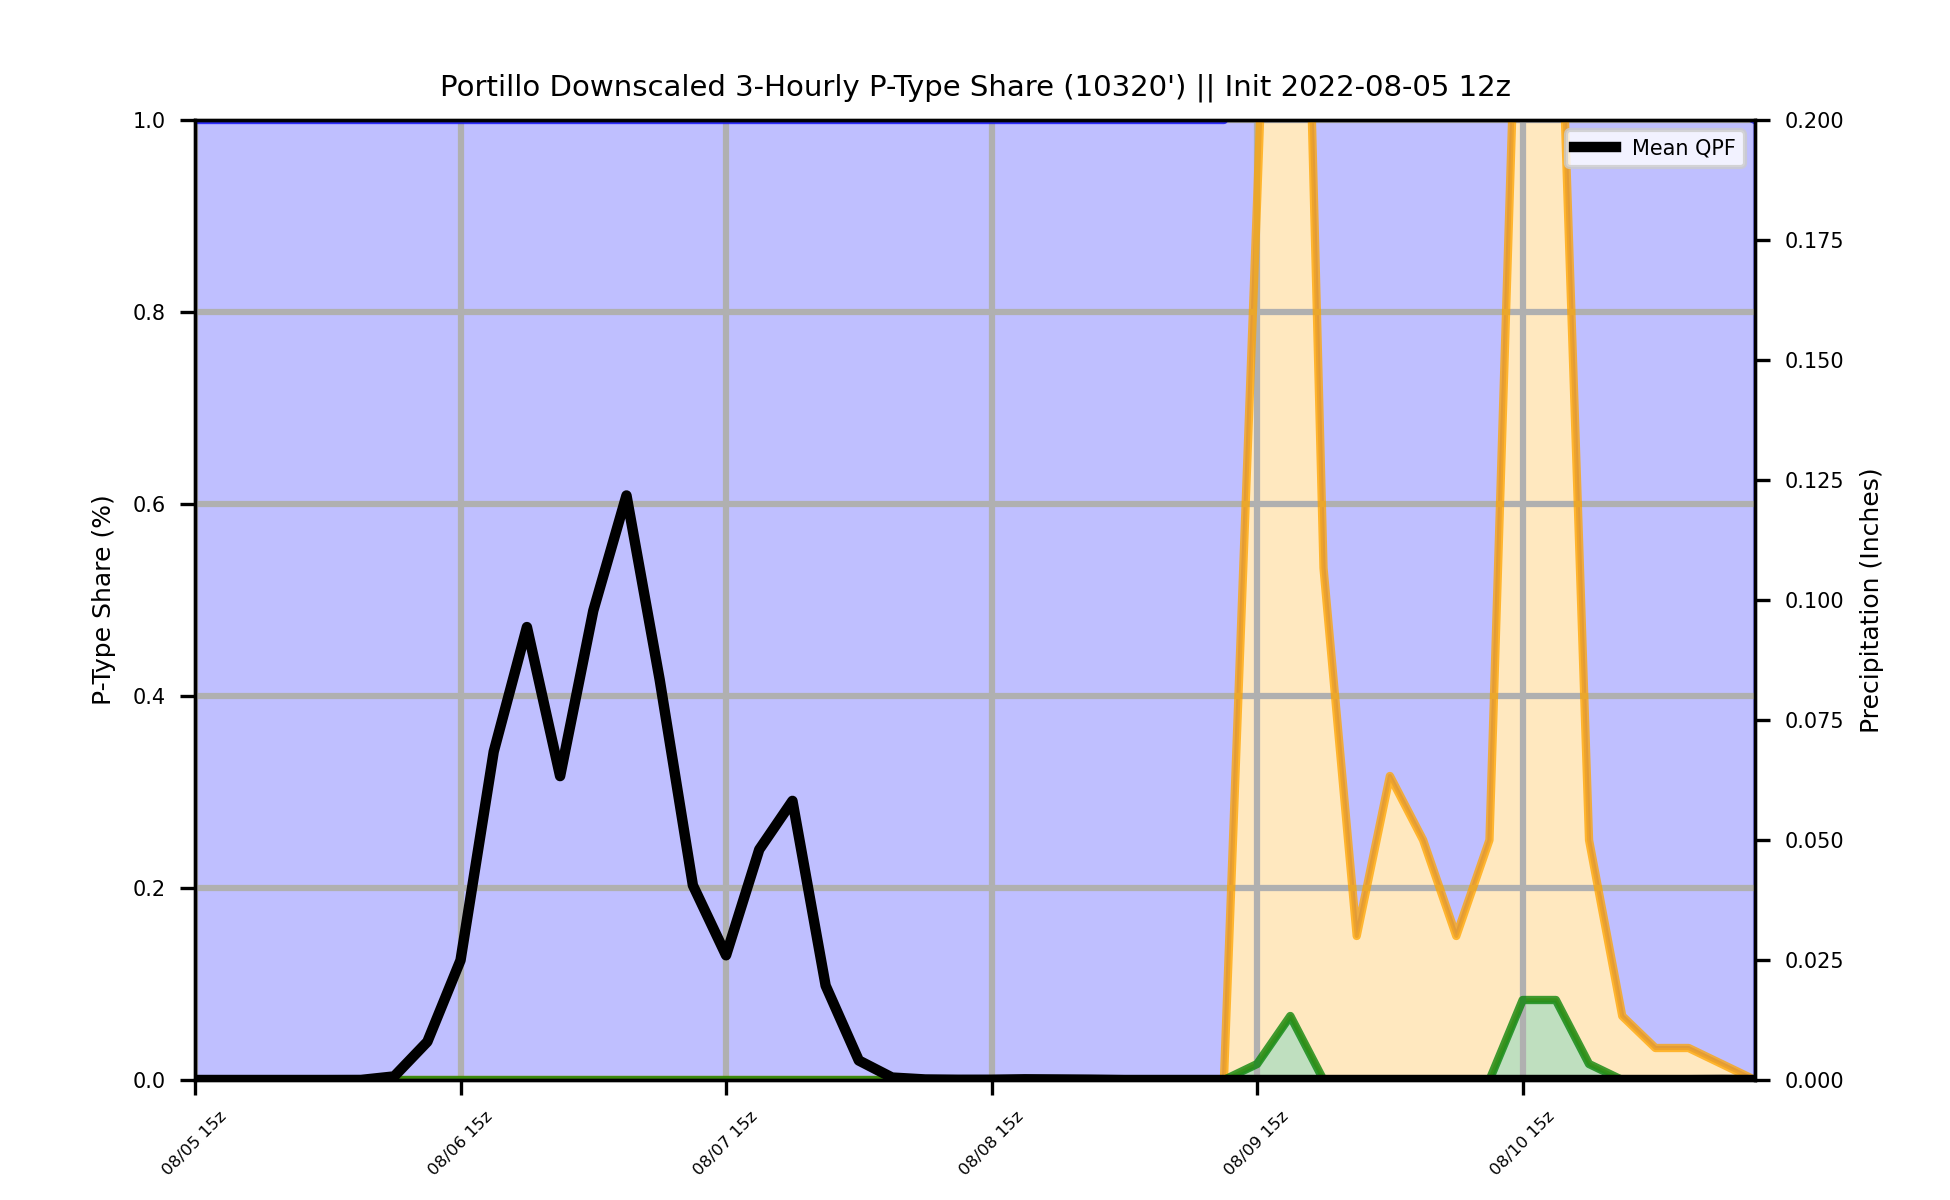 Portillo Downscaled 3-Hourly P-Type Share (10320') || Init 2022-08-05 12z
Mean QPF
P-Type Share (%)
1.0
0.8
0.6
0.4
0.2
0.0
0.200
0.175
0.150
0.125
0.100
0.075
0.050
0.025
0.000
Precipitation (Inches)
08/05 15z
08/06 15z
08/07 15z
08/08 15z
08/09 15z
08/10 15z